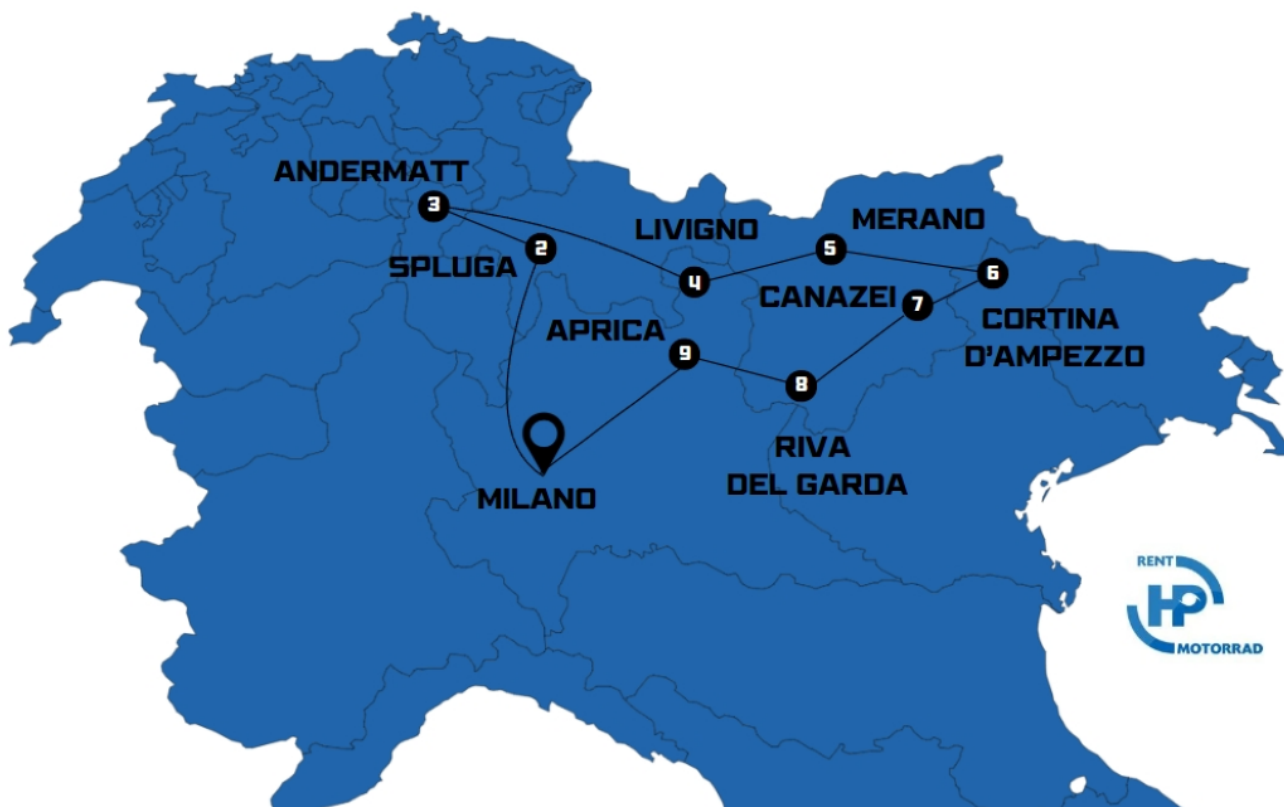 ANDERMATT
3
LIVIGNO
MERANO
SPLUGA
2
4
5
6
CANAZEI
7
APRICA
9
CORTINA
D'AMPEZZO
8
RIVA
DEL GARDA
MILANO
RENT
HP
MOTORRAD